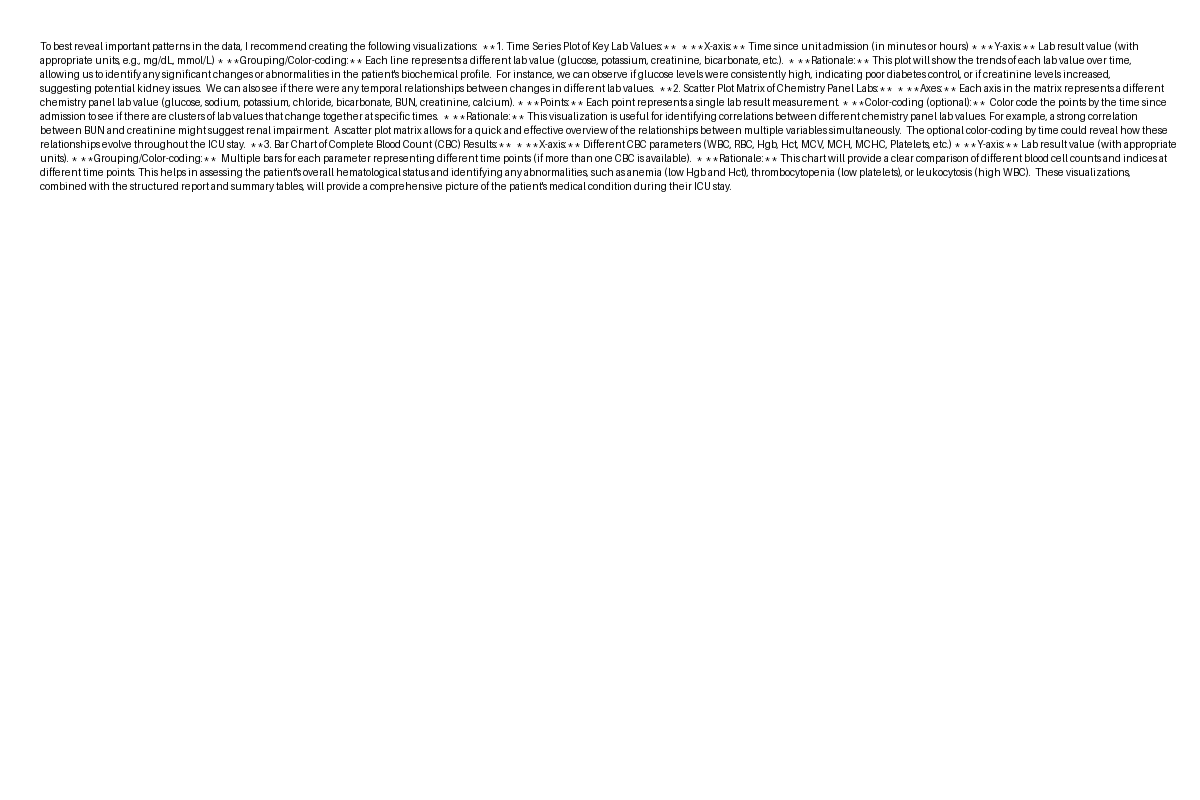 To best reveal important patterns in the data, I recommend creating the following visualizations:  **1. Time Series Plot of Key Lab Values:**  * **X-axis:** Time since unit admission (in minutes or hours) * **Y-axis:** Lab result value (with
appropriate units, e.g., mg/dL, mmol/L) * **Grouping/Color-coding:** Each line represents a different lab value (glucose, potassium, creatinine, bicarbonate, etc.).  * **Rationale:** This plot will show the trends of each lab value over time,
allowing us to identify any significant changes or abnormalities in the patient's biochemical profile.  For instance, we can observe if glucose levels were consistently high, indicating poor diabetes control, or if creatinine levels increased,
suggesting potential kidney issues.  We can also see if there were any temporal relationships between changes in different lab values.  **2. Scatter Plot Matrix of Chemistry Panel Labs:**  * **Axes:** Each axis in the matrix represents a different
chemistry panel lab value (glucose, sodium, potassium, chloride, bicarbonate, BUN, creatinine, calcium). * **Points:** Each point represents a single lab result measurement. * **Color-coding (optional):**  Color code the points by the time since
admission to see if there are clusters of lab values that change together at specific times.  * **Rationale:** This visualization is useful for identifying correlations between different chemistry panel lab values. For example, a strong correlation
between BUN and creatinine might suggest renal impairment.  A scatter plot matrix allows for a quick and effective overview of the relationships between multiple variables simultaneously.  The optional color-coding by time could reveal how these
relationships evolve throughout the ICU stay.  **3. Bar Chart of Complete Blood Count (CBC) Results:**  * **X-axis:** Different CBC parameters (WBC, RBC, Hgb, Hct, MCV, MCH, MCHC, Platelets, etc.) * **Y-axis:** Lab result value (with appropriate
units). * **Grouping/Color-coding:**  Multiple bars for each parameter representing different time points (if more than one CBC is available).  * **Rationale:** This chart will provide a clear comparison of different blood cell counts and indices at
different time points. This helps in assessing the patient's overall hematological status and identifying any abnormalities, such as anemia (low Hgb and Hct), thrombocytopenia (low platelets), or leukocytosis (high WBC).  These visualizations,
combined with the structured report and summary tables, will provide a comprehensive picture of the patient's medical condition during their ICU stay.